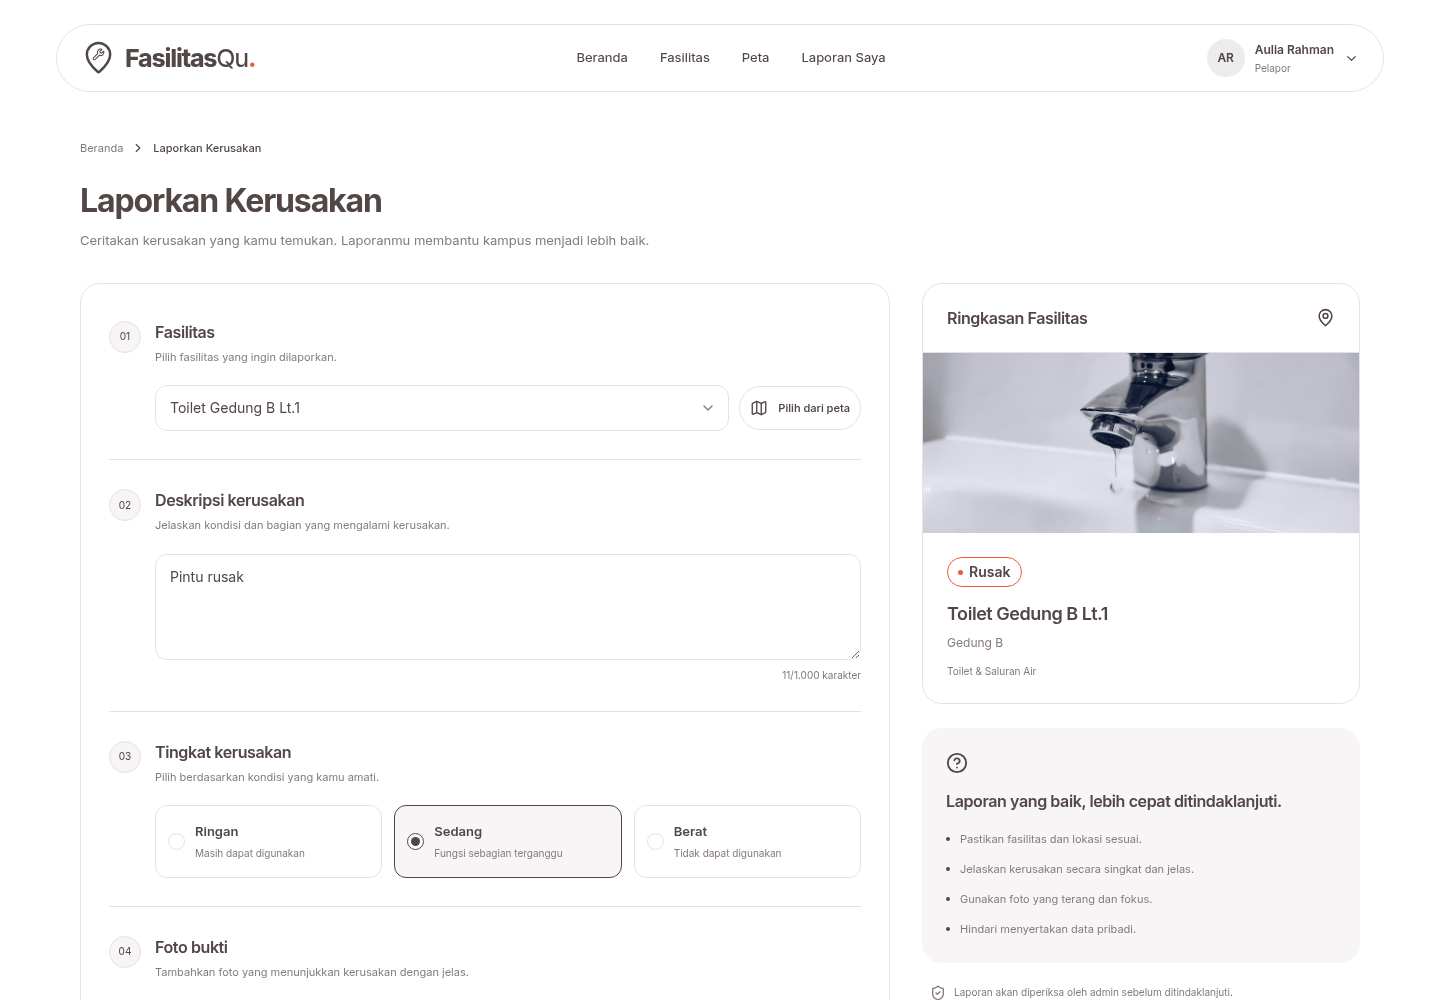 FasilitasQu.
Beranda
Fasilitas
Peta
Laporan Saya
AR
Aulia Rahman
Pelapor
Beranda
Laporkan Kerusakan
Laporkan Kerusakan
Ceritakan kerusakan yang kamu temukan. Laporanmu membantu kampus menjadi lebih baik.
01
Fasilitas
Pilih fasilitas yang ingin dilaporkan.
Toilet Gedung B Lt.1
Pilih dari peta
02
Deskripsi kerusakan
Jelaskan kondisi dan bagian yang mengalami kerusakan.
Pintu rusak
11/1.000 karakter
03
Tingkat kerusakan
Pilih berdasarkan kondisi yang kamu amati.
Ringan
Masih dapat digunakan
Sedang
Fungsi sebagian terganggu
Berat
Tidak dapat digunakan
04
Foto bukti
Tambahkan foto yang menunjukkan kerusakan dengan jelas.
Ringkasan Fasilitas
Rusak
Toilet Gedung B Lt.1
Gedung B
Toilet & Saluran Air
Laporan yang baik, lebih cepat ditindaklanjuti.
Pastikan fasilitas dan lokasi sesuai.
Jelaskan kerusakan secara singkat dan jelas.
Gunakan foto yang terang dan fokus.
Hindari menyertakan data pribadi.
Laporan akan diperiksa oleh admin sebelum ditindaklanjuti.